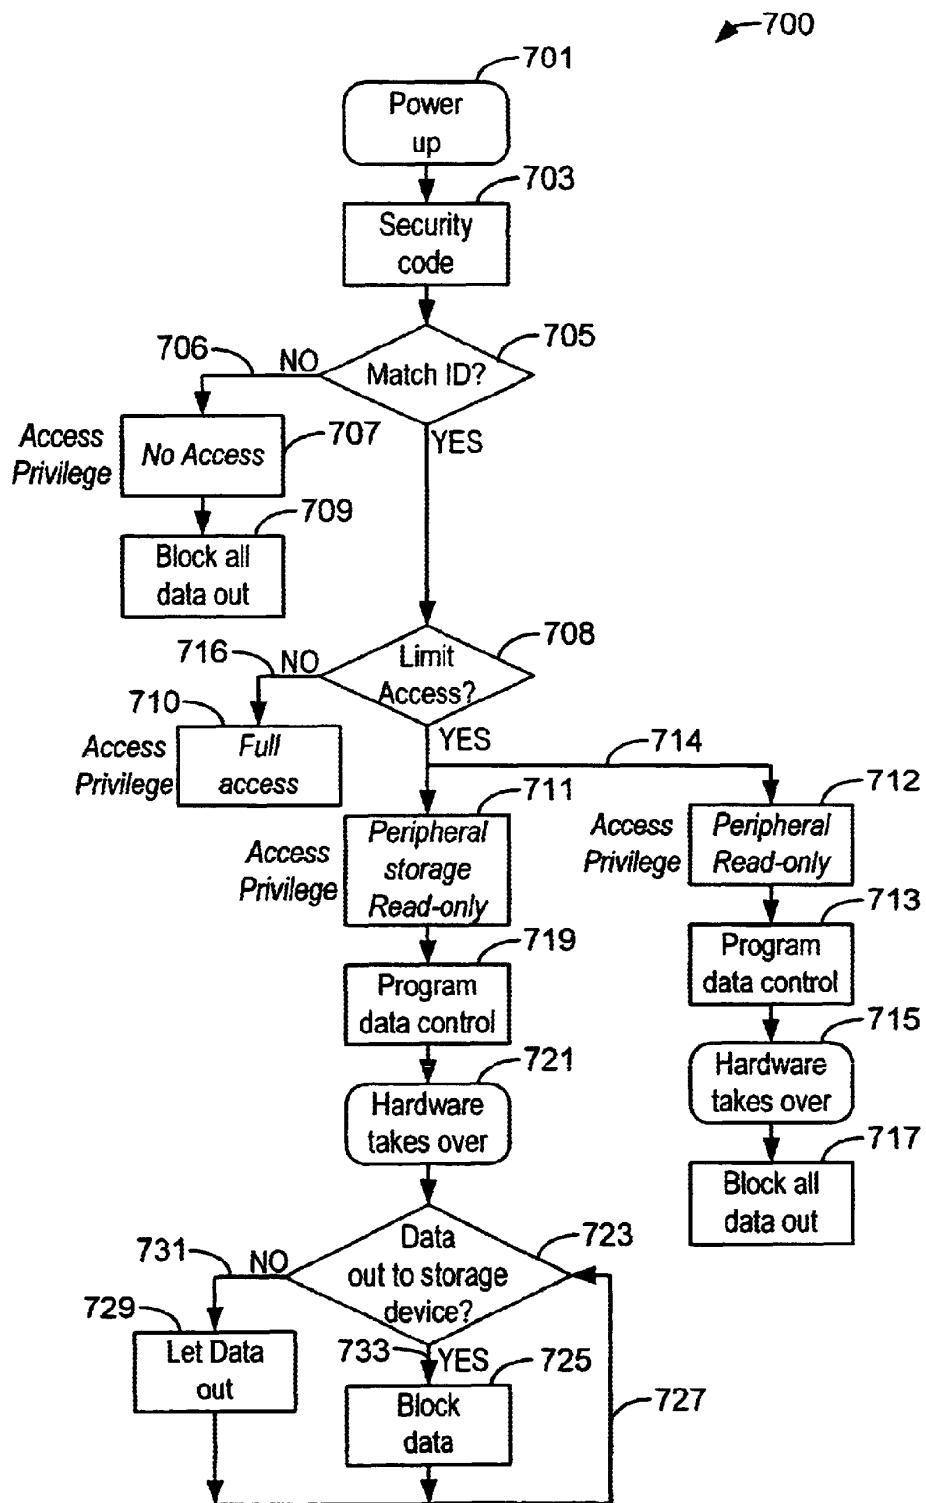 700
701
Power
up
703
Security
code
705
706
NO
Match ID?
YES
Access
Privilege
No Access
707
709
Block all
data out
708
716
NO
Limit
Access?
YES
710
Access
Privilege
Full
access
714
711
Access
Privilege
Peripheral
storage
Read-only
712
Access
Privilege
Peripheral
Read-only
713
Program
data control
719
Program
data control
715
Hardware
takes over
721
Hardware
takes over
717
Block all
data out
723
Data
out to storage
device?
731
NO
729
Let Data
out
733
YES
725
Block
data
727